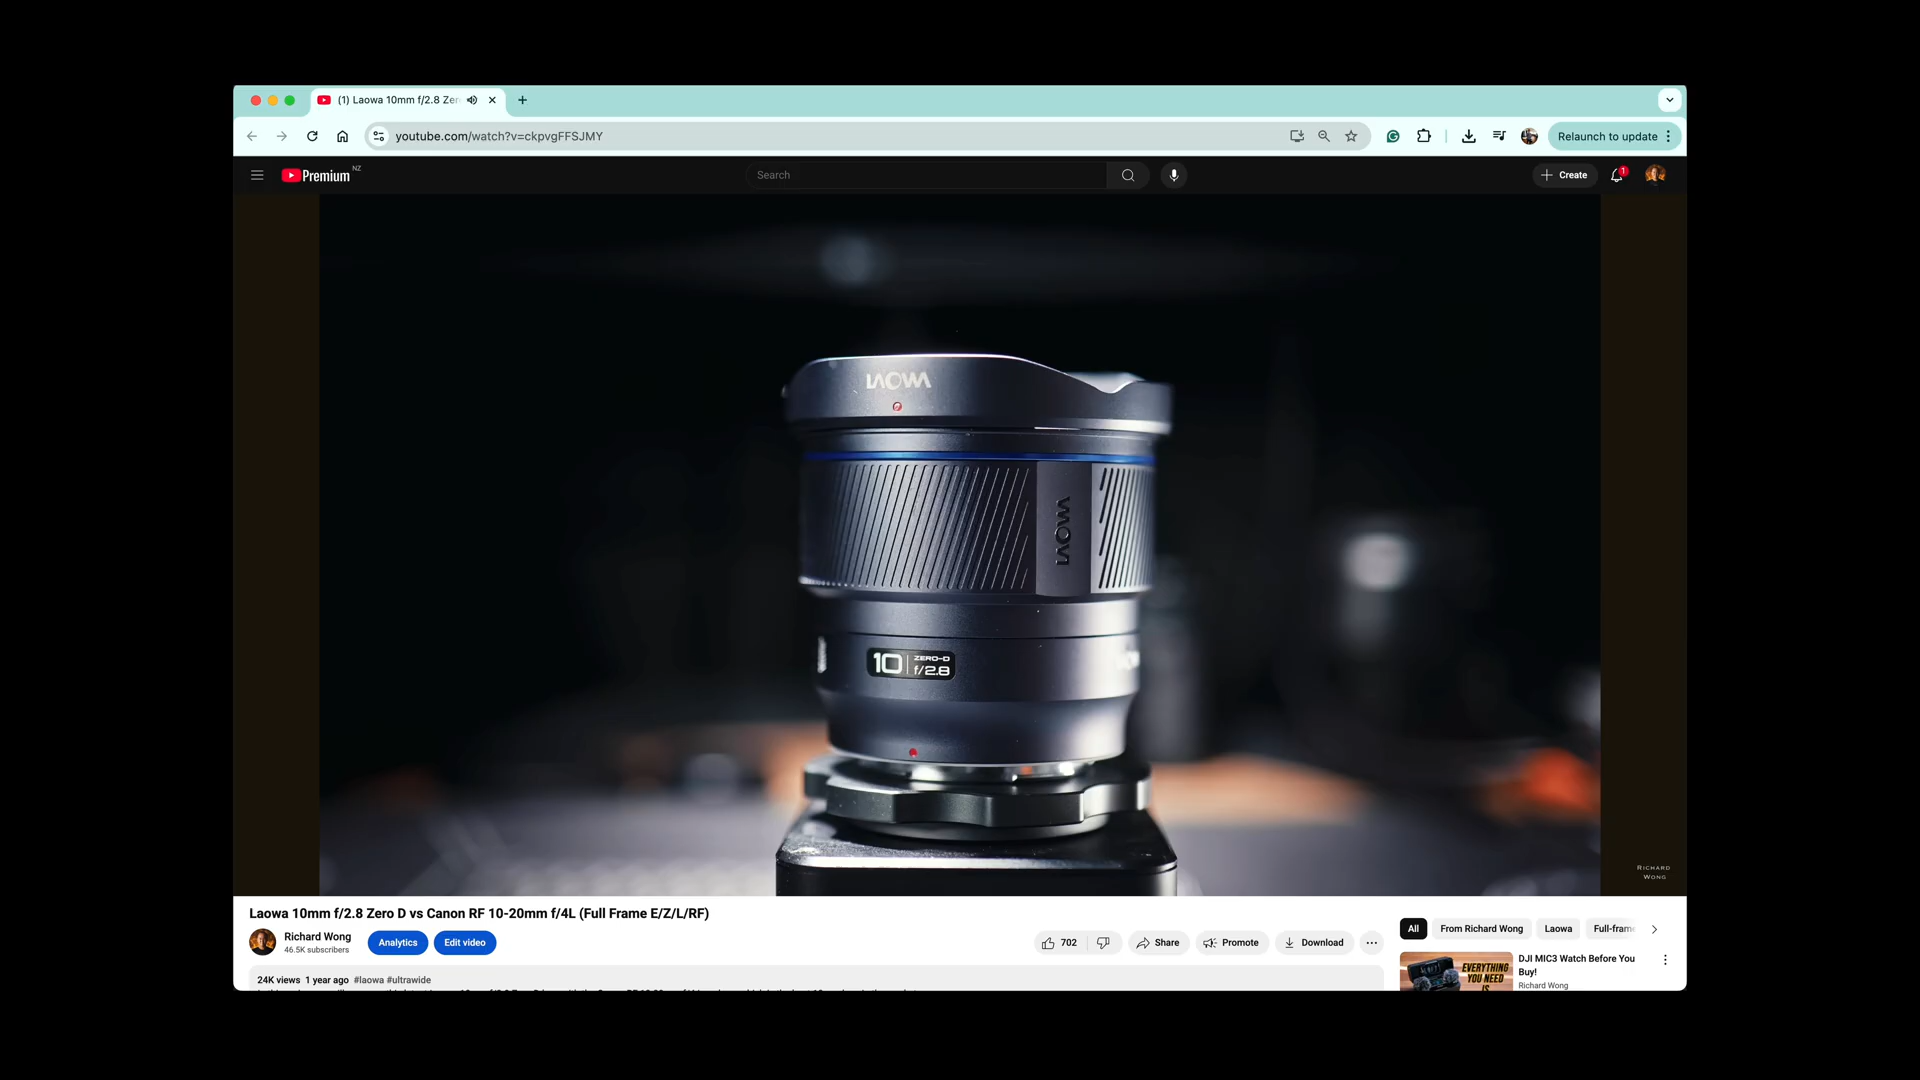 (1) Laowa 10mm f/2.8 Zer
youtube.com/watch?v=ckpvgFFSJMY
Relaunch to update
Premium NZ
Search
Create
1
LAOWA
LAOWA
10 ZERO-D
f/2.8
RICHARD
WONG
Laowa 10mm f/2.8 Zero D vs Canon RF 10-20mm f/4L (Full Frame E/Z/L/RF)
Richard Wong
46.5K subscribers
Analytics
Edit video
702
Share
Promote
Download
24K views 1 year ago #laowa #ultrawide
All
From Richard Wong
Laowa
Full-frame
EVERYTHING
YOU NEED
IS
DJI MIC3 Watch Before You
Buy!
Richard Wong